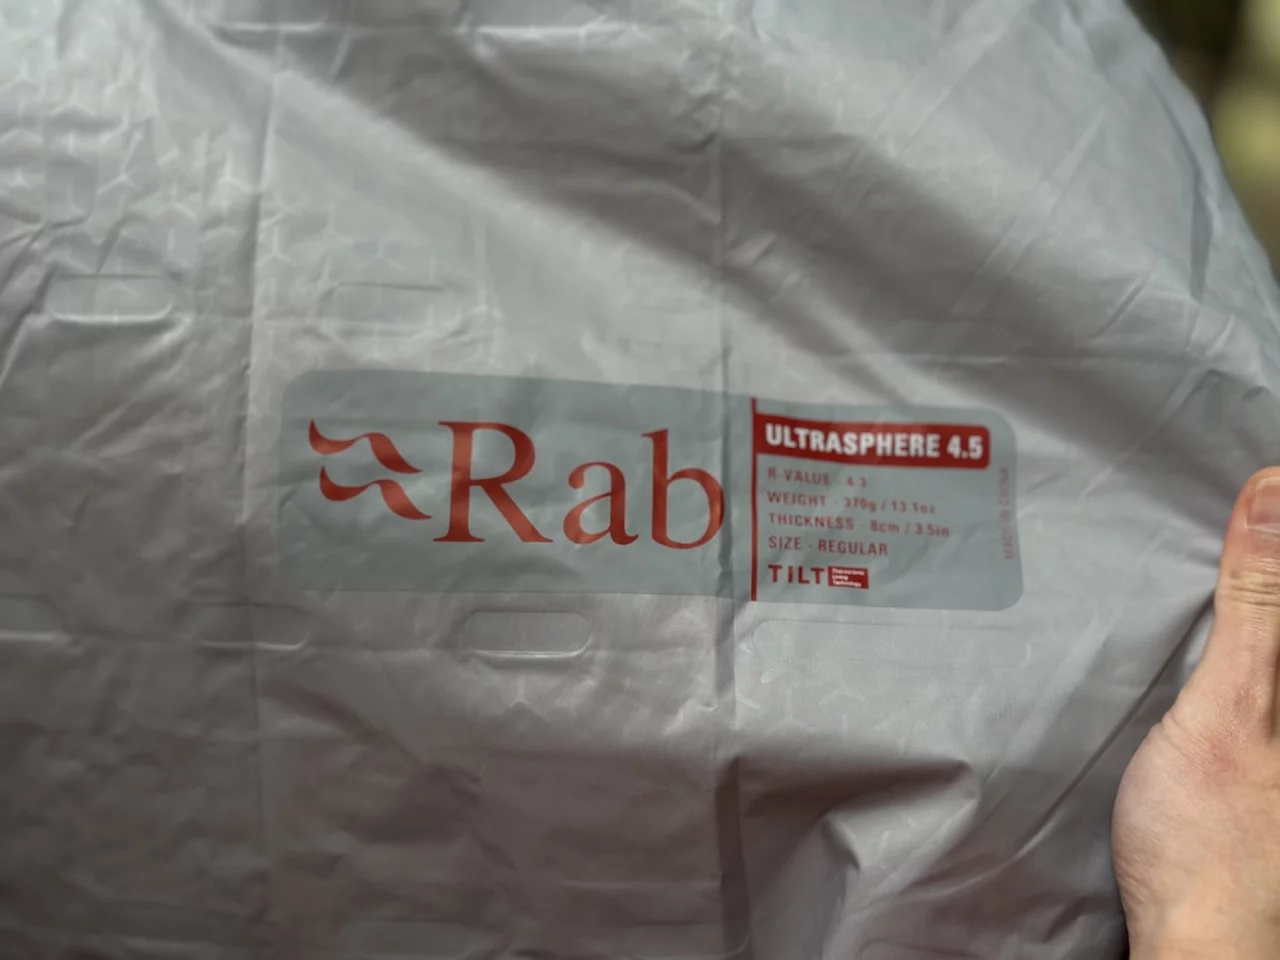 Rab
ULTRASPHERE 4.5
R-VALUE - 4.3
WEIGHT - 370g / 13.1oz
THICKNESS - 8cm / 3.5in
SIZE - REGULAR
TILT
MADE IN CHINA